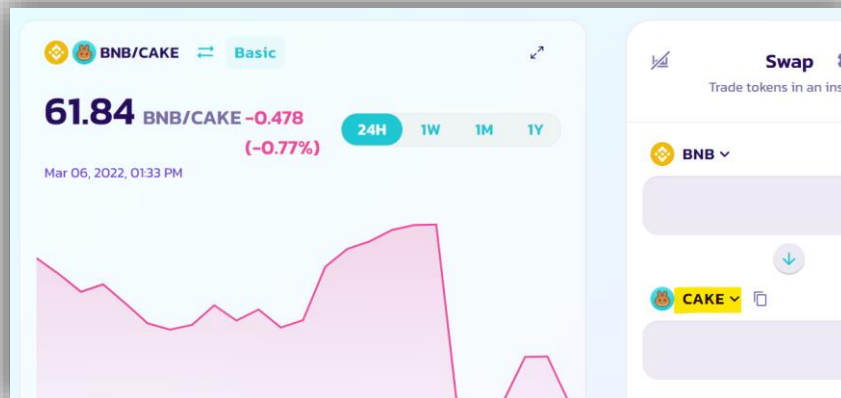 BNB/CAKE Basic
61.84 BNB/CAKE -0.478
(-0.77%)
24H 1W 1M 1Y
Mar 06, 2022, 01:33 PM
Swap
Trade tokens in an
BNB
CAKE